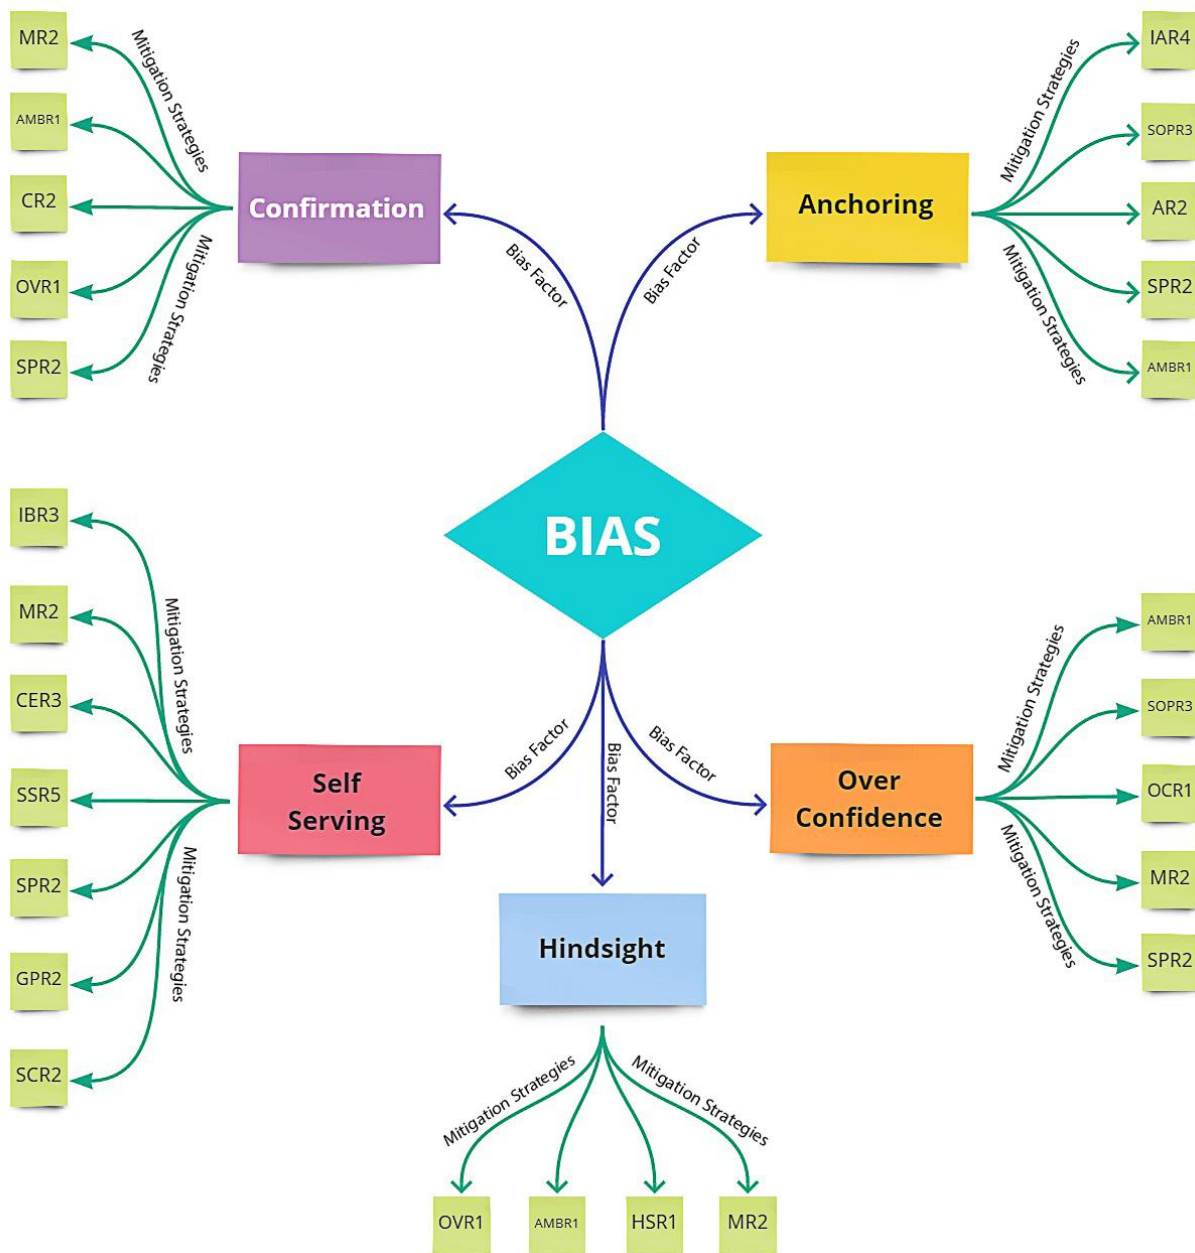 MR2
AMBR1
CR2
OVR1
SPR2
Mitigation Strategies
Mitigation Strategies
Confirmation
Bias Factor
Bias Factor
Anchoring
Mitigation Strategies
Mitigation Strategies
IAR4
SOPR3
AR2
SPR2
AMBR1
BIAS
IBR3
MR2
CER3
SSR5
SPR2
GPR2
SCR2
Mitigation Strategies
Mitigation Strategies
Self
Serving
Bias Factor
Bias Factor
Bias Factor
Over
Confidence
Mitigation Strategies
Mitigation Strategies
AMBR1
SOPR3
OCR1
MR2
SPR2
Hindsight
Mitigation Strategies
Mitigation Strategies
OVR1
AMBR1
HSR1
MR2